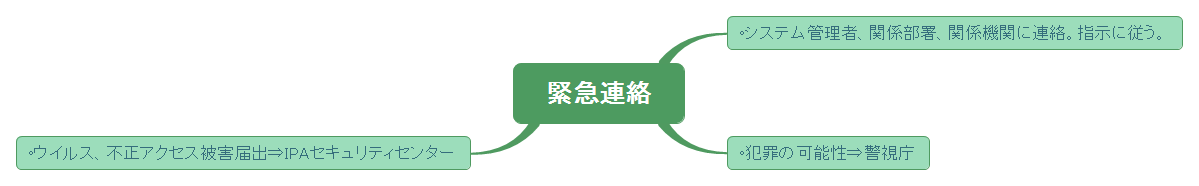 °システム管理者、関係部署、関係機関に連絡。指示に従う。
緊急連絡
°ウイルス、不正アクセス被害届出⇒IPAセキュリティセンター
°犯罪の可能性⇒警視庁